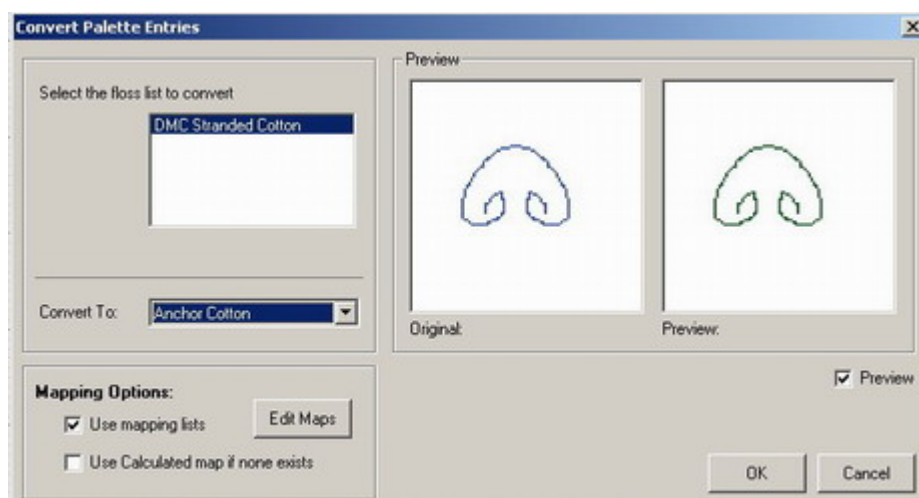 Convert Palette Entries
Select the floss list to convert
DMC Stranded Cotton
Convert To:
Anchor Cotton
Mapping Options:
Use mapping lists
Edit Maps
Use Calculated map if none exists
Preview
Original:
Preview:
Preview
OK
Cancel